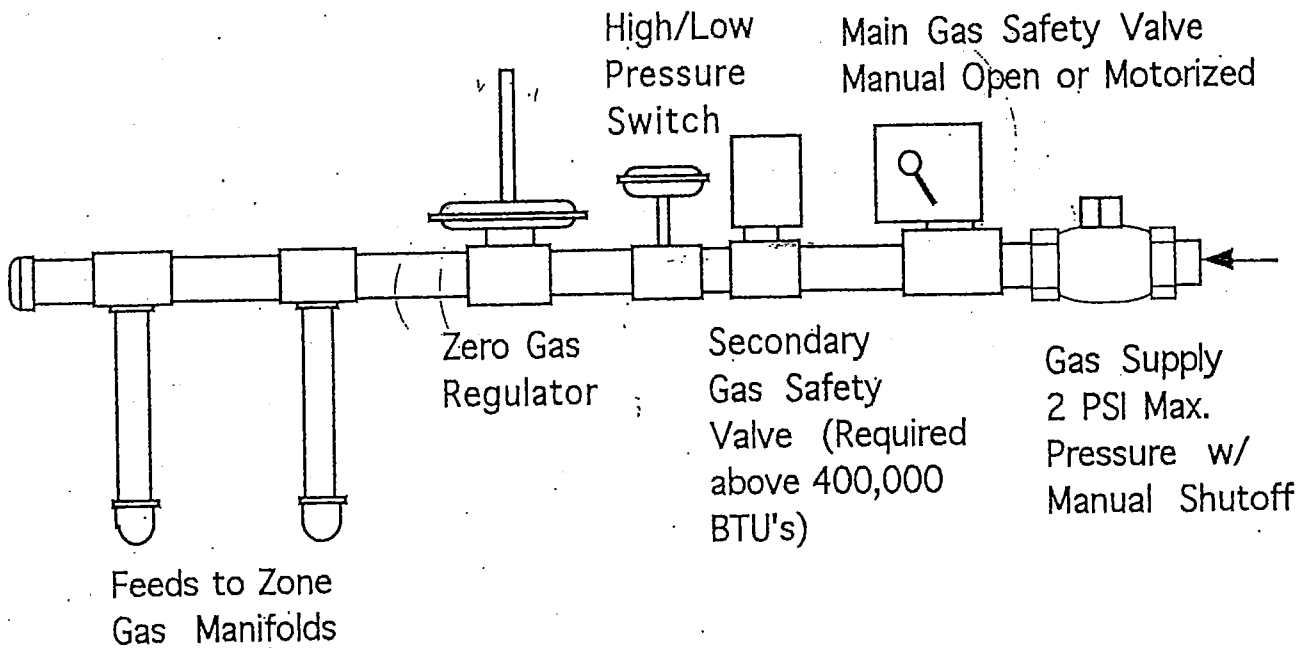 High/Low
Pressure
Switch
Main Gas Safety Valve
Manual Open or Motorized
Zero Gas
Regulator
Secondary
Gas Safety
Valve (Required
above 400,000
BTU's)
Gas Supply
2 PSI Max.
Pressure w/
Manual Shutoff
Feeds to Zone
Gas Manifolds